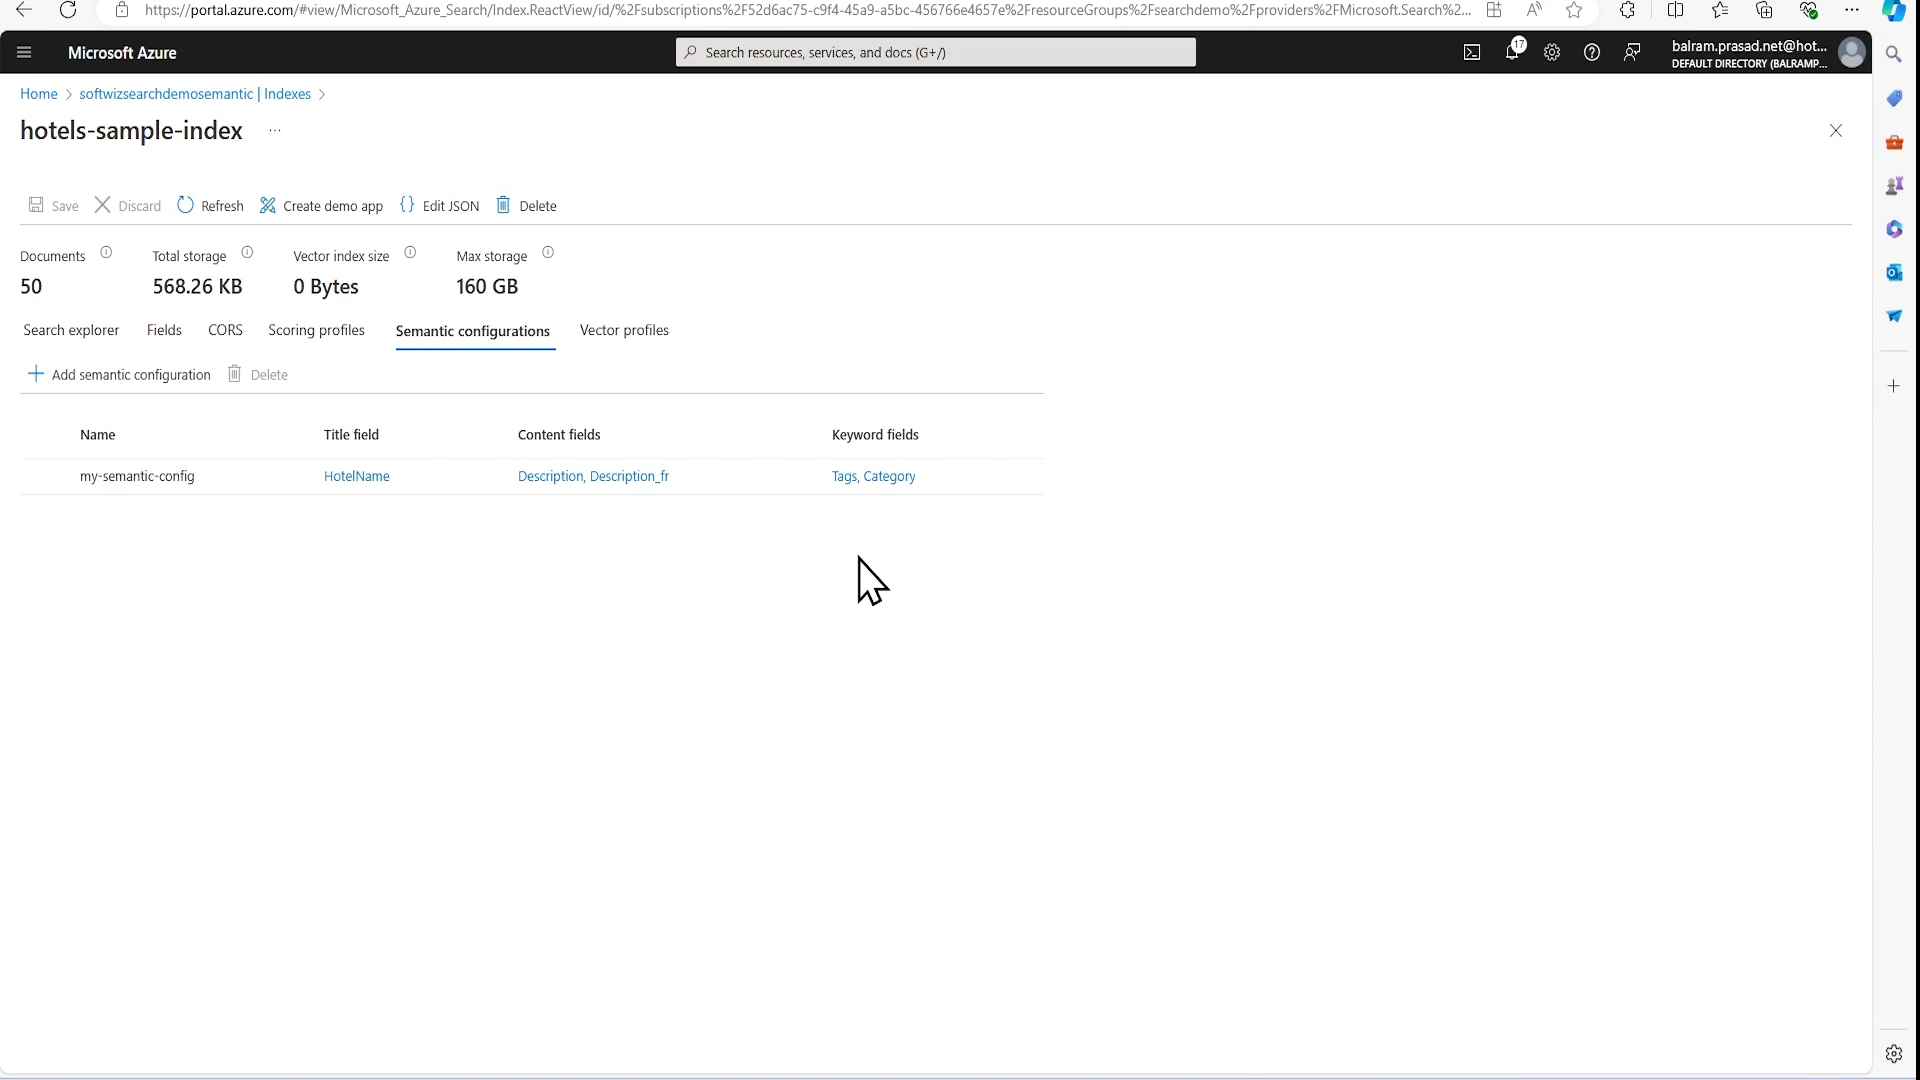 https://portal.azure.com/#view/Microsoft_Azure_Search/Index.ReactView/id/%2Fsubscriptions%2F52d6ac75-c9f4-45a9-a5bc-456766e4657e%2FresourceGroups%2Fsearchdemo%2Fproviders%2FMicrosoft.Search%2...
Microsoft Azure
Search resources, services, and docs (G+/)
17
balram.prasad.net@hot...
DEFAULT DIRECTORY (BALRAMP...
Home > softwizsearchdemosemantic | Indexes >
hotels-sample-index ...
Save Discard Refresh Create demo app Edit JSON Delete
Documents Total storage Vector index size Max storage
50 568.26 KB 0 Bytes 160 GB
Search explorer Fields CORS Scoring profiles Semantic configurations Vector profiles
Add semantic configuration Delete
Name Title field Content fields Keyword fields
my-semantic-config HotelName Description, Description_fr Tags, Category